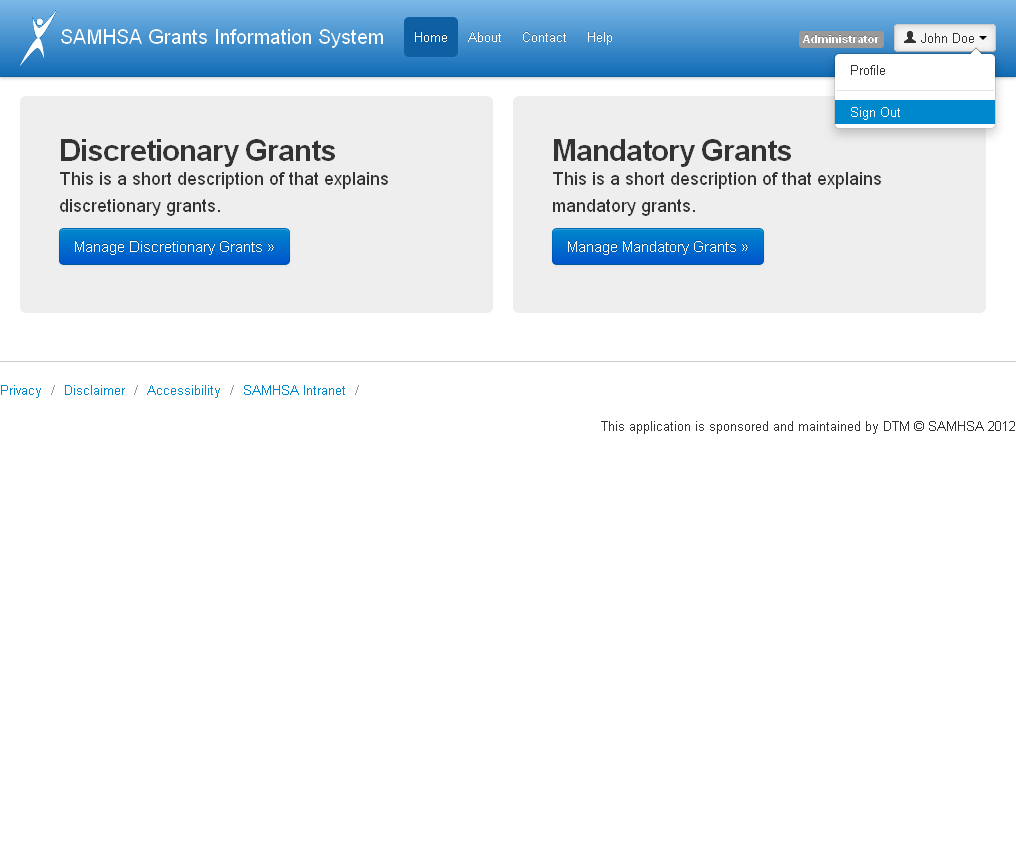 SAMHSA Grants Information System
Home
About
Contact
Help
Administrator
John Doe
Profile
Sign Out
Discretionary Grants
This is a short description of that explains
discretionary grants.
Manage Discretionary Grants »
Mandatory Grants
This is a short description of that explains
mandatory grants.
Manage Mandatory Grants »
Privacy / Disclaimer / Accessibility / SAMHSA Intranet /
This application is sponsored and maintained by DTM © SAMHSA 2012